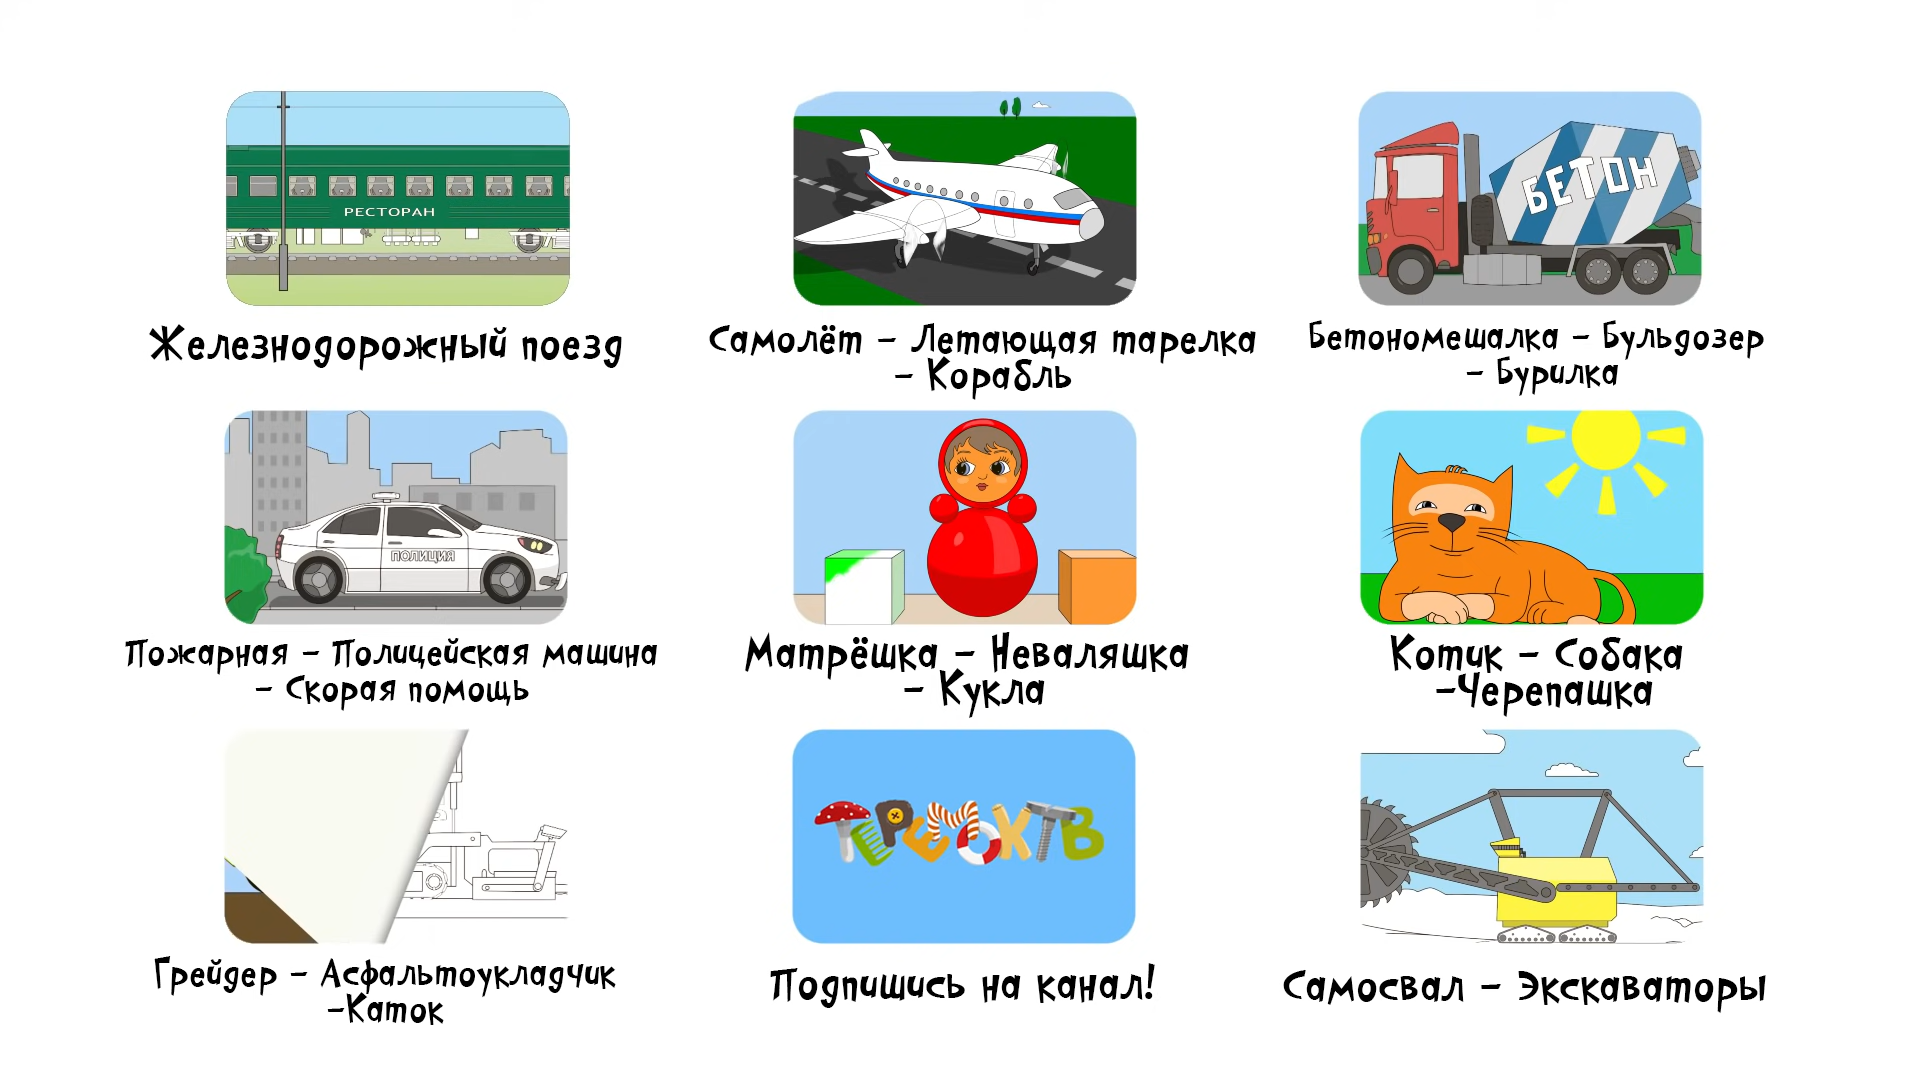 РЕСТОРАН
БЕТОН
Железнодорожный поезд
Самолёт - Летающая тарелка
- Корабль
Бетономешалка - Бульдозер
- Бурилка
ПОЛИЦИЯ
Пожарная - Полицейская машина
- Скорая помощь
Матрёшка - Неваляшка
- Кукла
Котик - Собака
-Черепашка
ТЕРЕМОКТВ
Грейдер - Асфальтоукладчик
-Каток
Подпишись на канал!
Самосвал - Экскаваторы